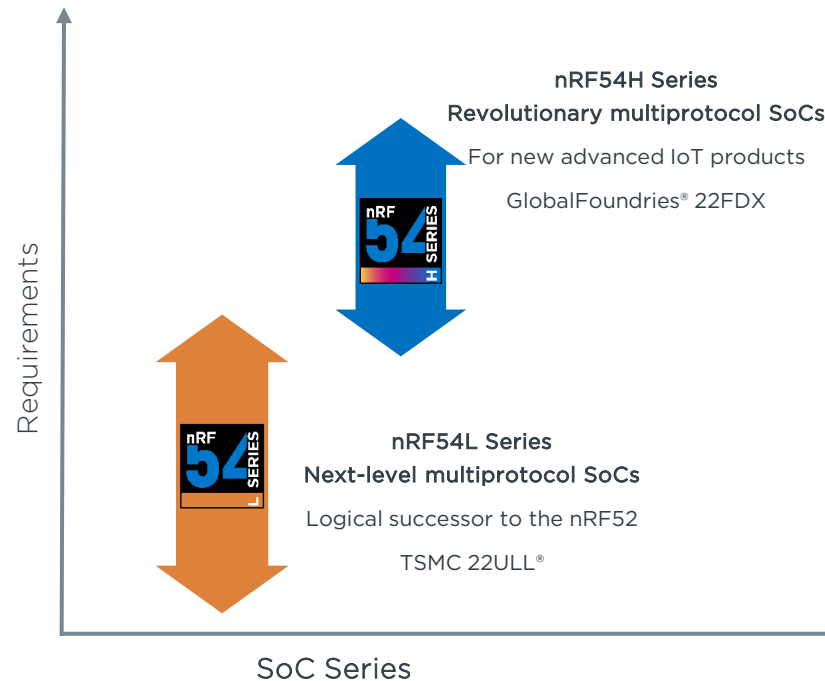 nRF54H Series
Revolutionary multiprotocol SoCs
For new advanced IoT products
GlobalFoundries® 22FDX
nRF
54
H SERIES
Requirements
nRF
54
L SERIES
nRF54L Series
Next-level multiprotocol SoCs
Logical successor to the nRF52
TSMC 22ULL®
SoC Series